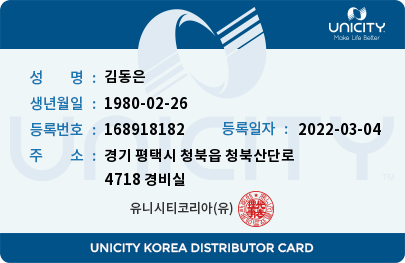 UNICITY
Make Life Better
성 명 : 김동은
생년월일 : 1980-02-26
등록번호 : 168918182 등록일자 : 2022-03-04
주 소 : 경기 평택시 청북읍 청북산단로
4718 경비실
유니시티코리아(유)
UNICITY
UNICITY KOREA DISTRIBUTOR CARD